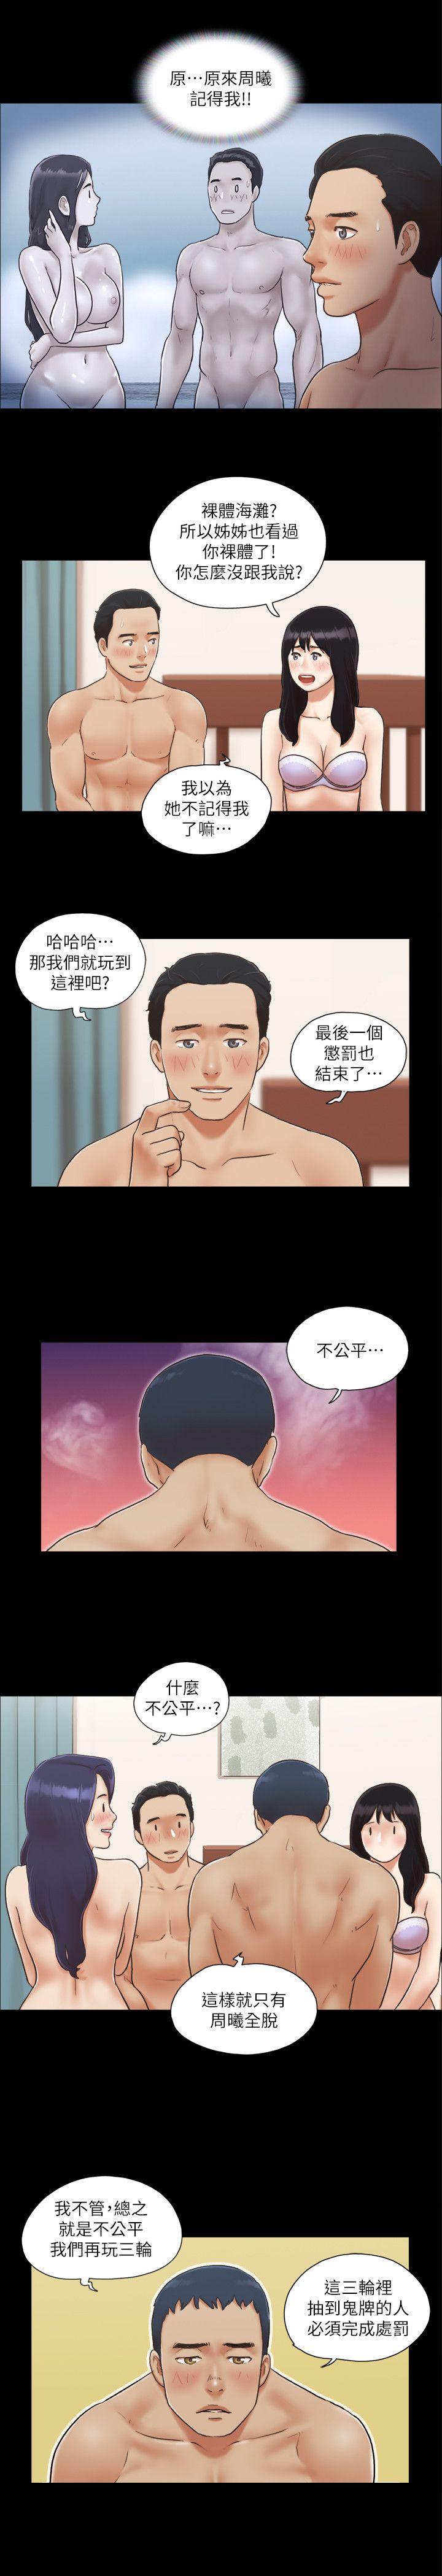 原⋯原來周曦
記得我!!
裸體海灘?
所以姊姊也看過
你裸體了!
你怎麼沒跟我說?
我以為
她不記得我
了嘛⋯
哈哈哈⋯
那我們就玩到
這裡吧?
最後一個
懲罰也
結束了⋯
不公平⋯
什麼
不公平⋯?
這樣就只有
周曦全脫
我不管，總之
就是不公平
我們再玩三輪
這三輪裡
抽到鬼牌的人
必須完成處罰